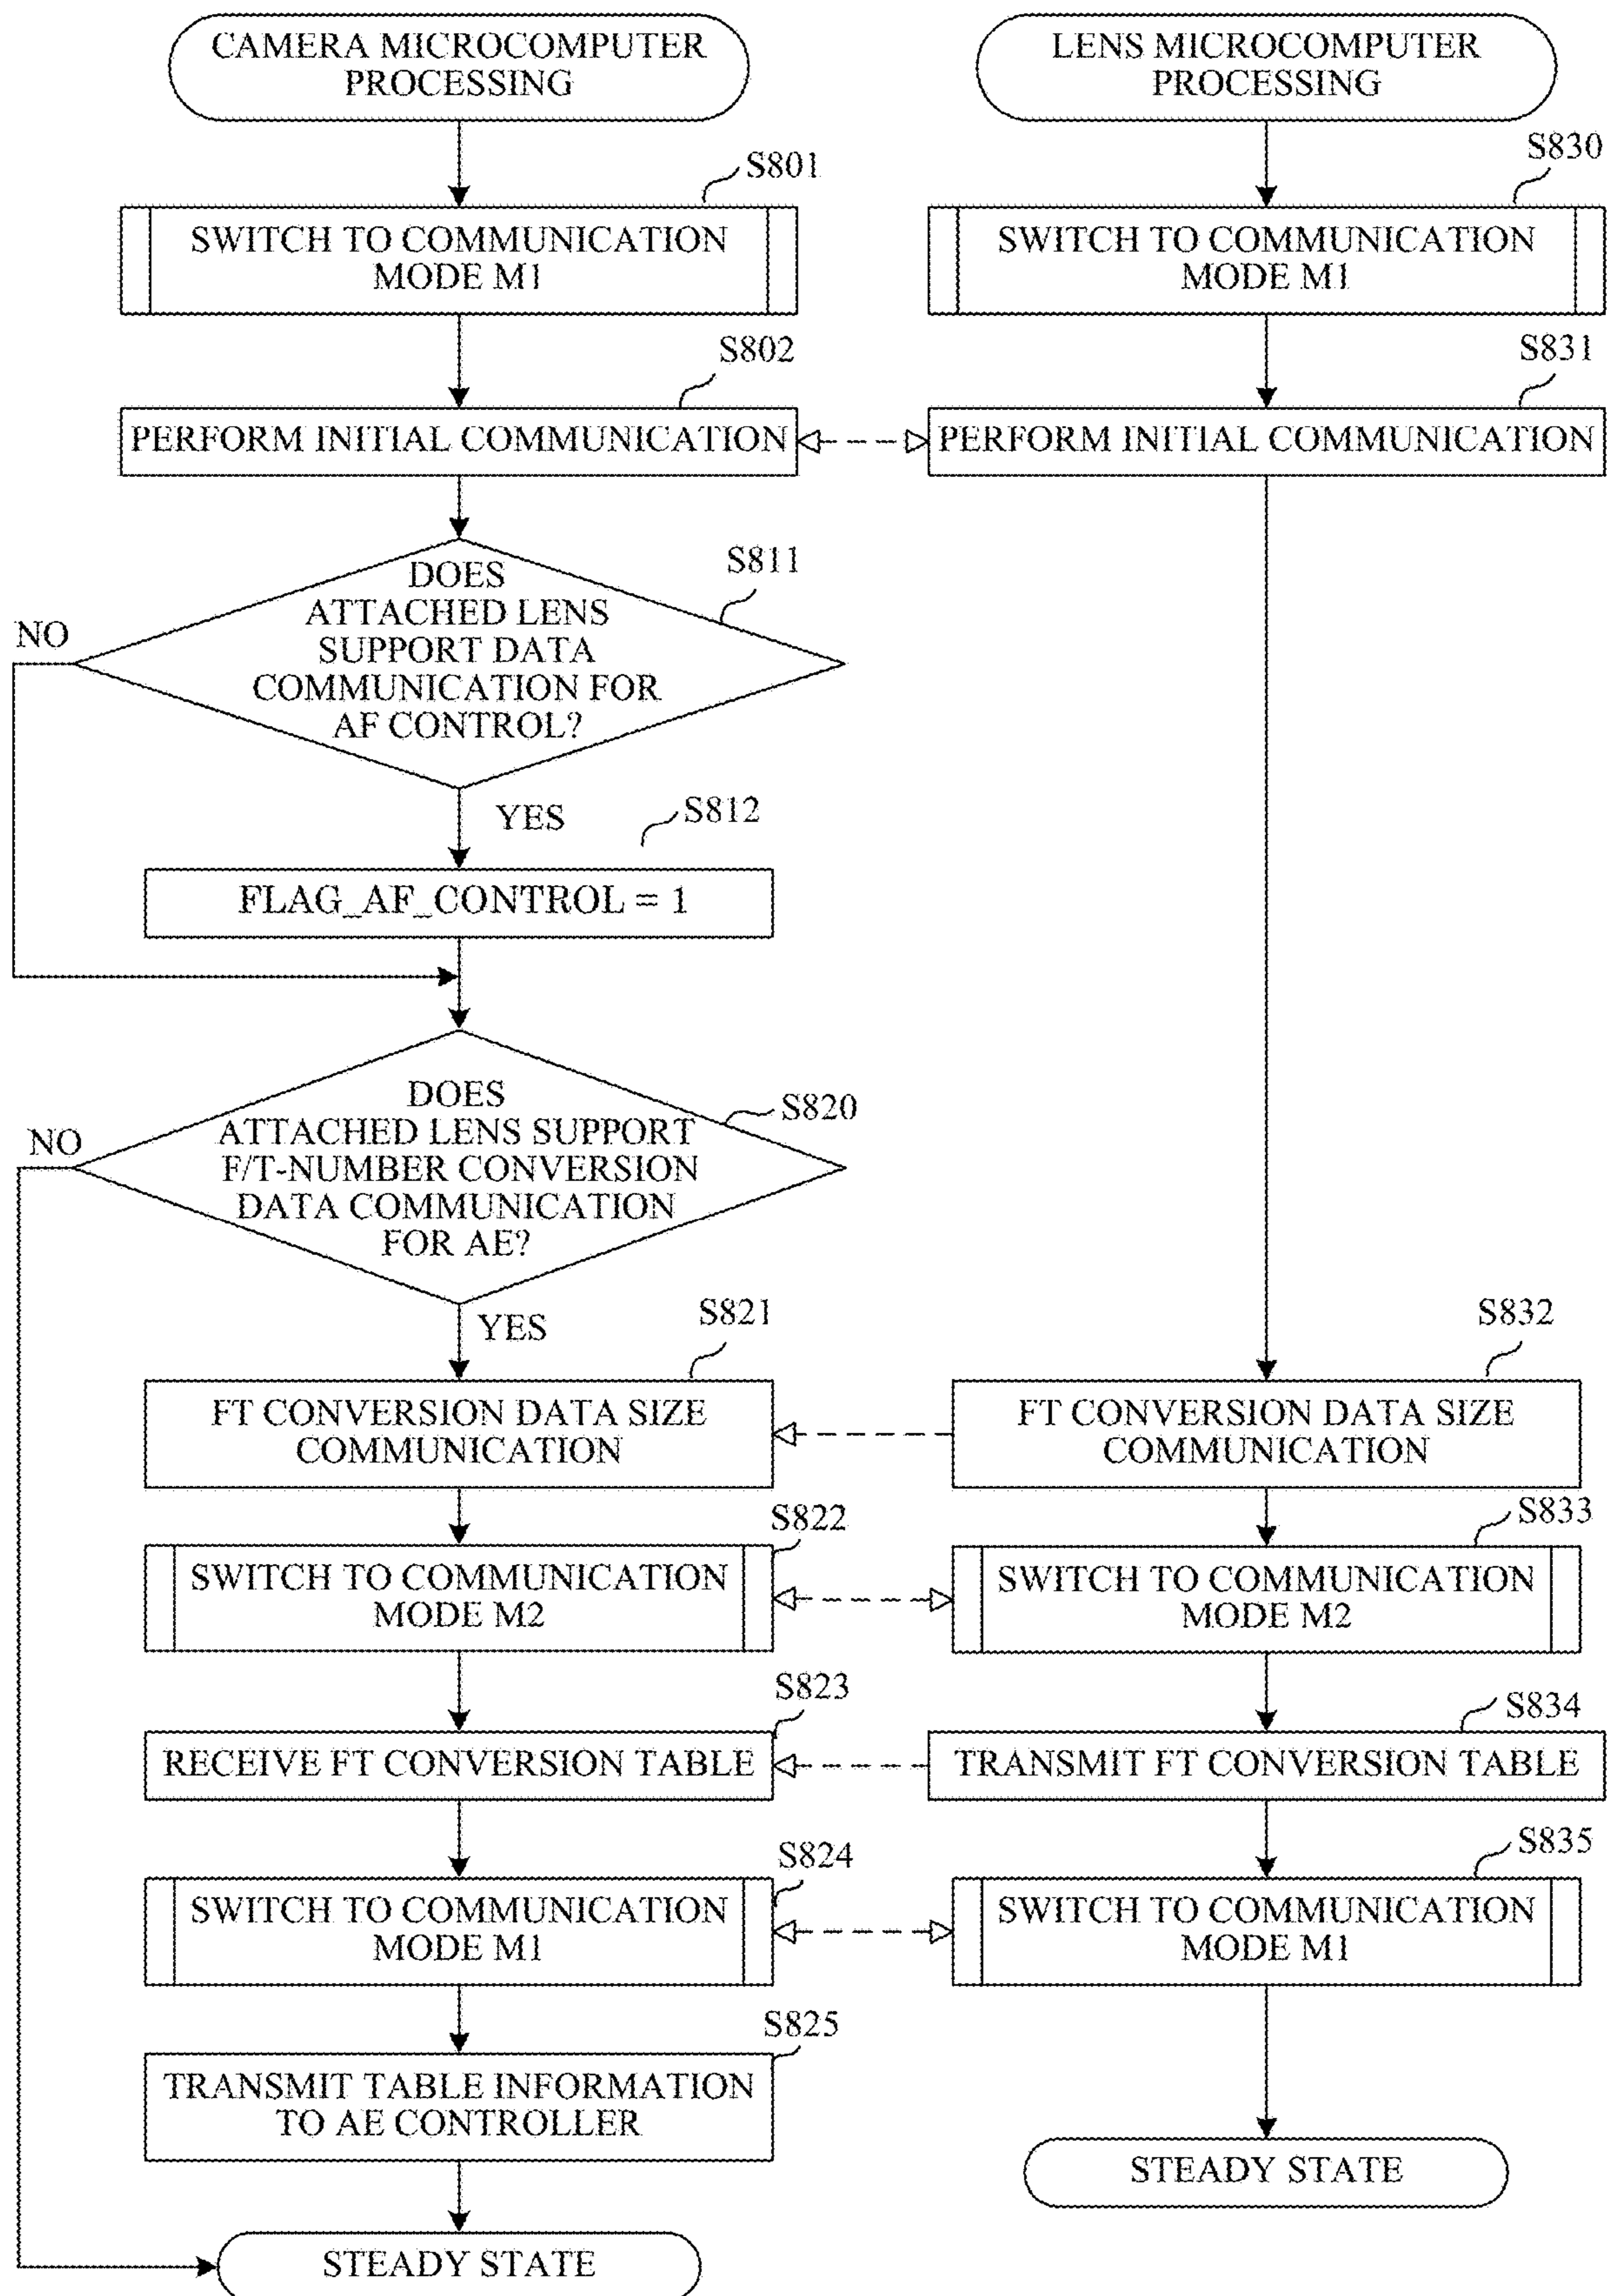 CAMERA MICROCOMPUTER
PROCESSING
LENS MICROCOMPUTER
PROCESSING
S801
S830
SWITCH TO COMMUNICATION
MODE M1
SWITCH TO COMMUNICATION
MODE M1
S802
S831
PERFORM INITIAL COMMUNICATION
PERFORM INITIAL COMMUNICATION
S811
DOES
ATTACHED LENS
SUPPORT DATA
COMMUNICATION FOR
AF CONTROL?
NO
YES
S812
FLAG_AF_CONTROL = 1
S820
DOES
ATTACHED LENS SUPPORT
F/T-NUMBER CONVERSION
DATA COMMUNICATION
FOR AE?
NO
YES
S821
S832
FT CONVERSION DATA SIZE
COMMUNICATION
FT CONVERSION DATA SIZE
COMMUNICATION
S822
S833
SWITCH TO COMMUNICATION
MODE M2
SWITCH TO COMMUNICATION
MODE M2
S823
S834
RECEIVE FT CONVERSION TABLE
TRANSMIT FT CONVERSION TABLE
S824
S835
SWITCH TO COMMUNICATION
MODE M1
SWITCH TO COMMUNICATION
MODE M1
S825
TRANSMIT TABLE INFORMATION
TO AE CONTROLLER
STEADY STATE
STEADY STATE